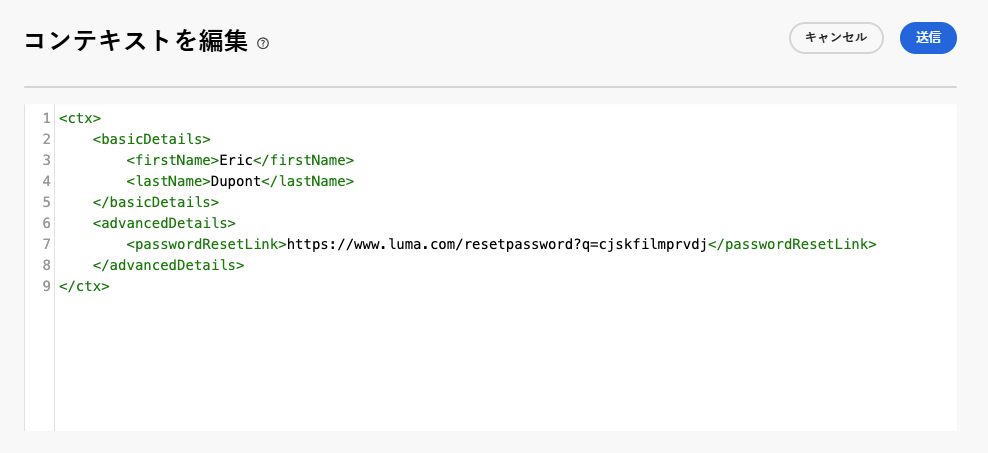 コンテキストを編集 ?
キャンセル
送信
1 <ctx>
2     <basicDetails>
3         <firstName>Eric</firstName>
4         <lastName>Dupont</lastName>
5     </basicDetails>
6     <advancedDetails>
7         <passwordResetLink>https://www.luma.com/resetpassword?q=cjskfilmprvdj</passwordResetLink>
8     </advancedDetails>
9 </ctx>